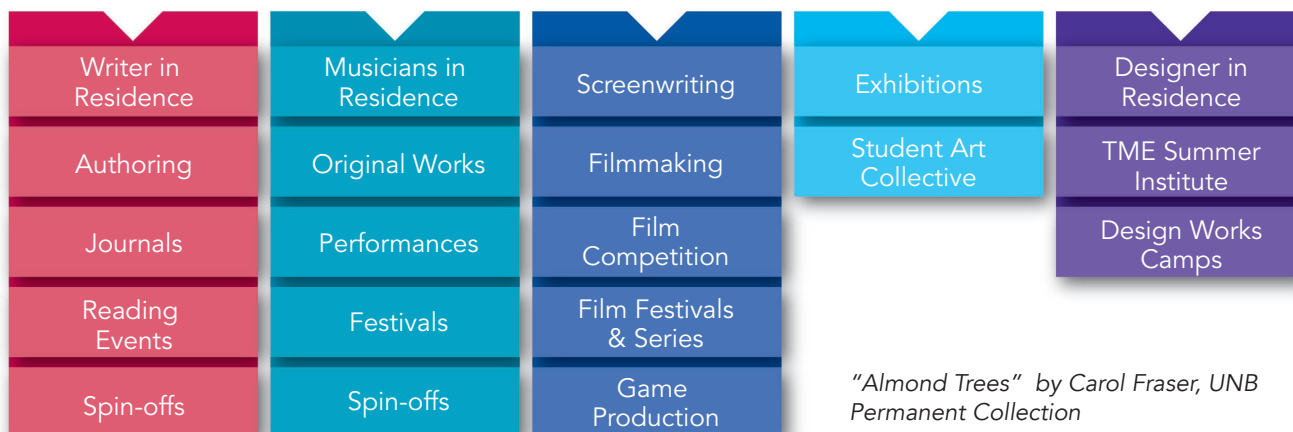 Writer in
Residence
Authoring
Journals
Reading
Events
Spin-offs
Musicians in
Residence
Original Works
Performances
Festivals
Spin-offs
Screenwriting
Filmmaking
Film
Competition
Film Festivals
& Series
Game
Production
Exhibitions
Student Art
Collective
Designer in
Residence
TME Summer
Institute
Design Works
Camps
"Almond Trees" by Carol Fraser, UNB
Permanent Collection